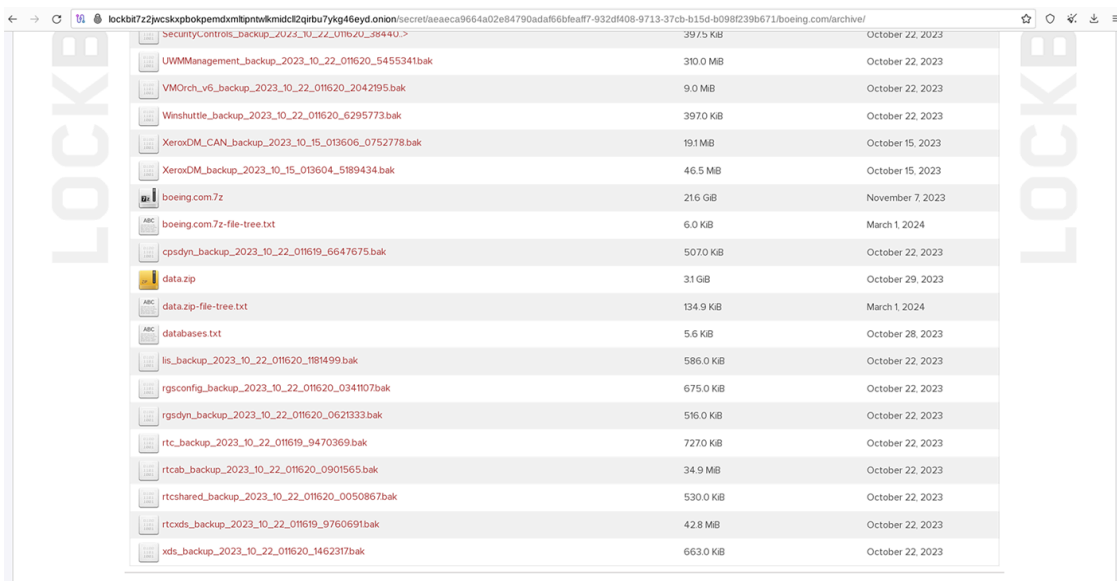 lockbit7z2jwcskxpbokpemdxmltipntwlkmidcll2qirbu7ykg46eyd.onion/secret/aeaeca9664a02e84790adaf66bfeaff7-932df408-9713-37cb-b15d-b098f239b671/boeing.com/archive/
SecurityControls_backup_2023_10_22_011620_38440..> 397.5 KiB October 22, 2023
UWMManagement_backup_2023_10_22_011620_5455341.bak 310.0 MiB October 22, 2023
VMOrch_v6_backup_2023_10_22_011620_2042195.bak 9.0 MiB October 22, 2023
Winshuttle_backup_2023_10_22_011620_6295773.bak 397.0 KiB October 22, 2023
XeroxDM_CAN_backup_2023_10_15_013606_0752778.bak 19.1 MiB October 15, 2023
XeroxDM_backup_2023_10_15_013604_5189434.bak 46.5 MiB October 15, 2023
boeing.com.7z 21.6 GiB November 7, 2023
boeing.com.7z-file-tree.txt 6.0 KiB March 1, 2024
cpsdyn_backup_2023_10_22_011619_6647675.bak 507.0 KiB October 22, 2023
data.zip 3.1 GiB October 29, 2023
data.zip-file-tree.txt 134.9 KiB March 1, 2024
databases.txt 5.6 KiB October 28, 2023
lis_backup_2023_10_22_011620_1181499.bak 586.0 KiB October 22, 2023
rgsconfig_backup_2023_10_22_011620_0341107.bak 675.0 KiB October 22, 2023
rgsdyn_backup_2023_10_22_011620_0621333.bak 516.0 KiB October 22, 2023
rtc_backup_2023_10_22_011619_9470369.bak 727.0 KiB October 22, 2023
rtcab_backup_2023_10_22_011620_0901565.bak 34.9 MiB October 22, 2023
rtcshared_backup_2023_10_22_011620_0050867.bak 530.0 KiB October 22, 2023
rtcxds_backup_2023_10_22_011619_9760691.bak 42.8 MiB October 22, 2023
xds_backup_2023_10_22_011620_1462317.bak 663.0 KiB October 22, 2023
LOCKB
LOCKB